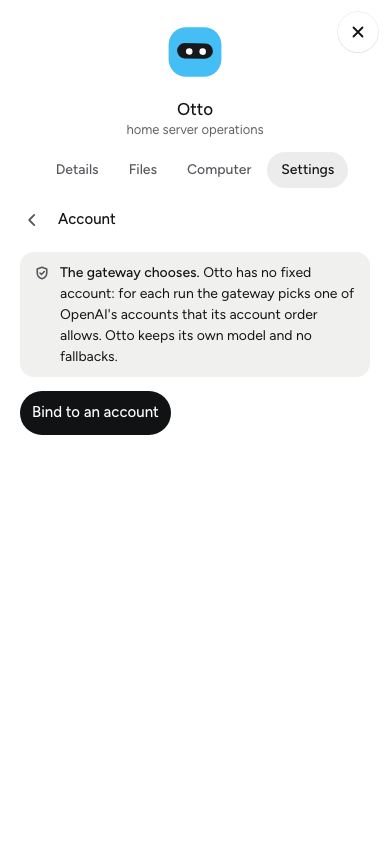 Otto
home server operations
Details Files Computer Settings
Account
The gateway chooses. Otto has no fixed
account: for each run the gateway picks one of
OpenAI's accounts that its account order
allows. Otto keeps its own model and no
fallbacks.
Bind to an account